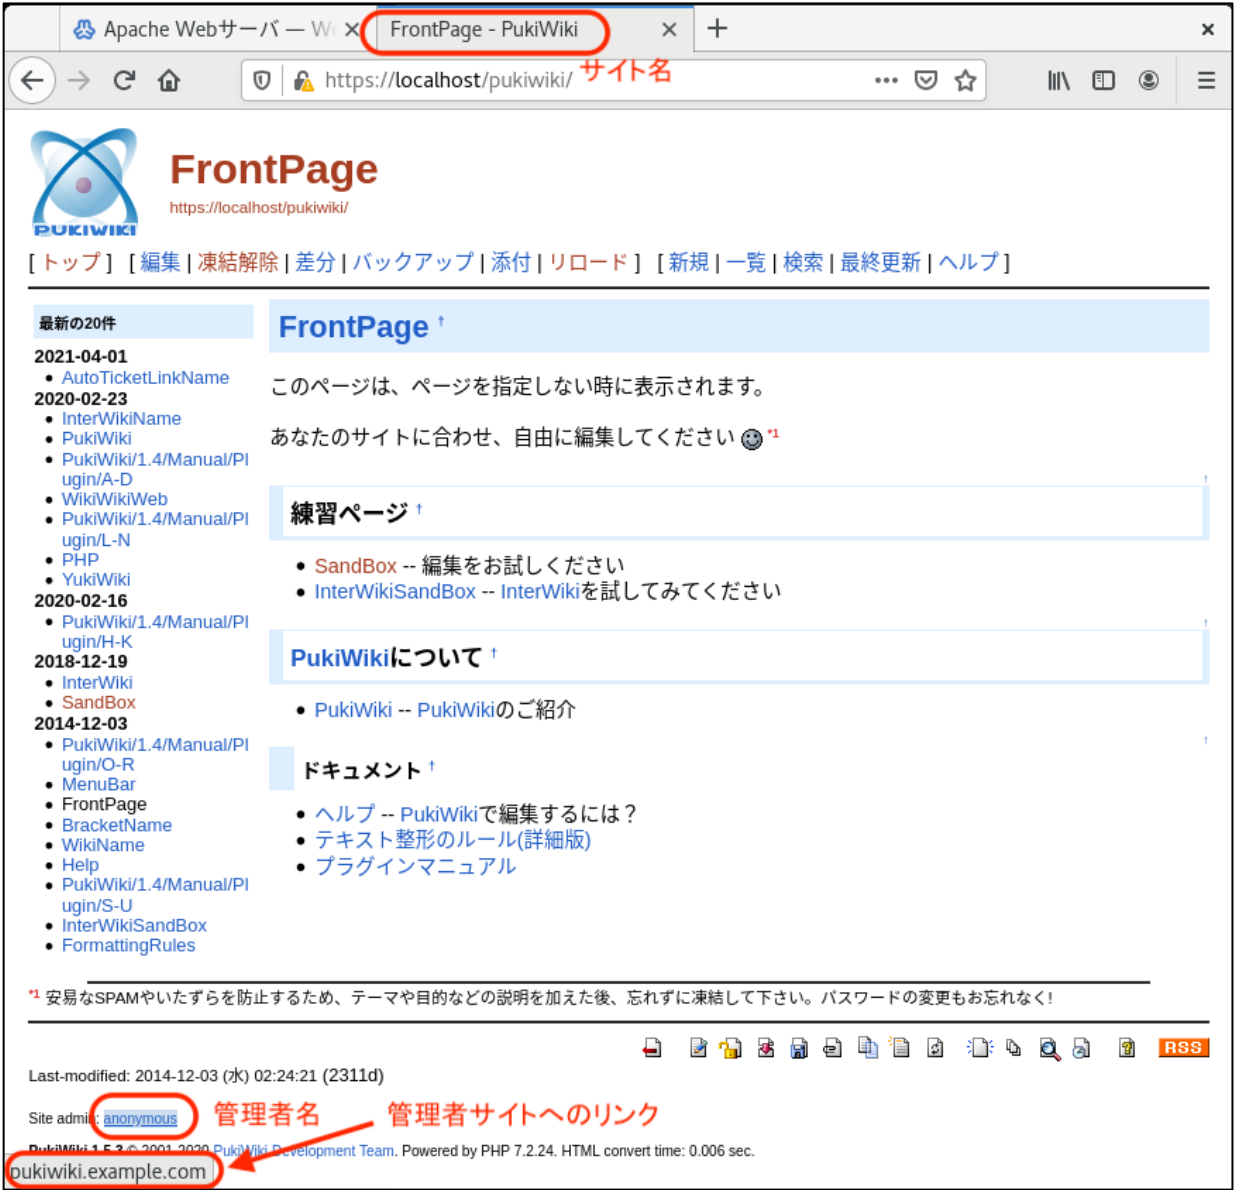 Apache Webサーバ — W
FrontPage - PukiWiki
https://localhost/pukiwiki/
サイト名
PUKIWIKI
FrontPage
https://localhost/pukiwiki/
[ トップ ] [ 編集 | 凍結解除 | 差分 | バックアップ | 添付 | リロード ] [ 新規 | 一覧 | 検索 | 最終更新 | ヘルプ ]
最新の20件
2021-04-01
AutoTicketLinkName
2020-02-23
InterWikiName
PukiWiki
PukiWiki/1.4/Manual/Pl
ugin/A-D
WikiWikiWeb
PukiWiki/1.4/Manual/Pl
ugin/L-N
PHP
YukiWiki
2020-02-16
PukiWiki/1.4/Manual/Pl
ugin/H-K
2018-12-19
InterWiki
SandBox
2014-12-03
PukiWiki/1.4/Manual/Pl
ugin/O-R
MenuBar
FrontPage
BracketName
WikiName
Help
PukiWiki/1.4/Manual/Pl
ugin/S-U
InterWikiSandBox
FormattingRules
FrontPage †
このページは、ページを指定しない時に表示されます。
あなたのサイトに合わせ、自由に編集してください *1
↑
練習ページ †
SandBox -- 編集をお試しください
InterWikiSandBox -- InterWikiを試してみてください
↑
PukiWikiについて †
PukiWiki -- PukiWikiのご紹介
↑
ドキュメント †
ヘルプ -- PukiWikiで編集するには？
テキスト整形のルール(詳細版)
プラグインマニュアル
*1 安易なSPAMやいたずらを防止するため、テーマや目的などの説明を加えた後、忘れずに凍結して下さい。パスワードの変更もお忘れなく!
RSS
Last-modified: 2014-12-03 (水) 02:24:21 (2311d)
Site admin: anonymous
管理者名
管理者サイトへのリンク
PukiWiki 1.5.3 © 2001-2020 PukiWiki Development Team. Powered by PHP 7.2.24. HTML convert time: 0.006 sec.
pukiwiki.example.com